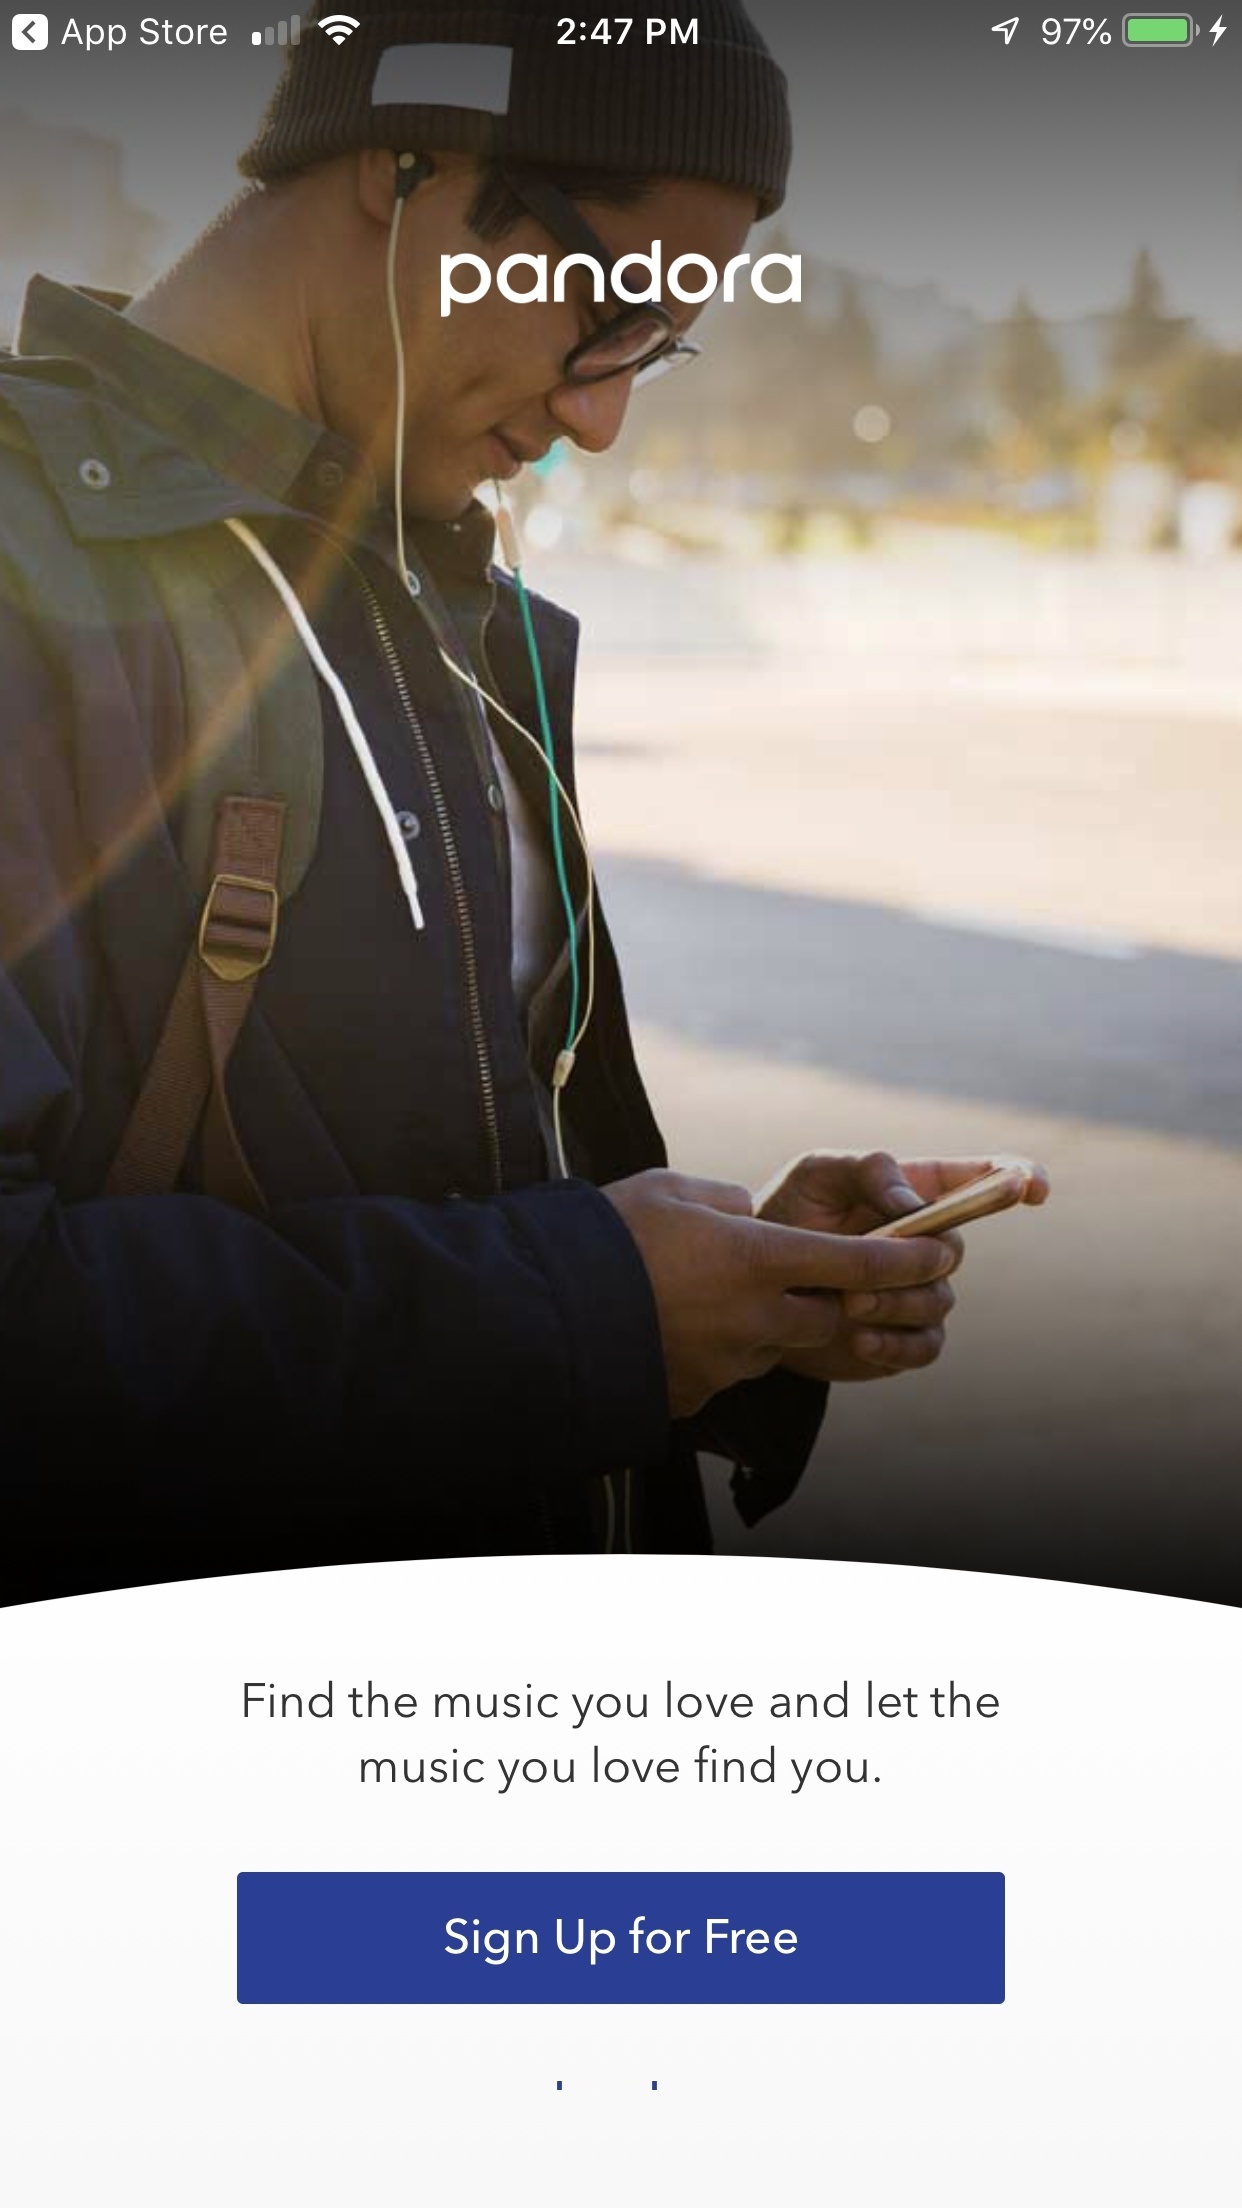 App Store 2:47 PM 97%
pandora
Find the music you love and let the
music you love find you.
Sign Up for Free